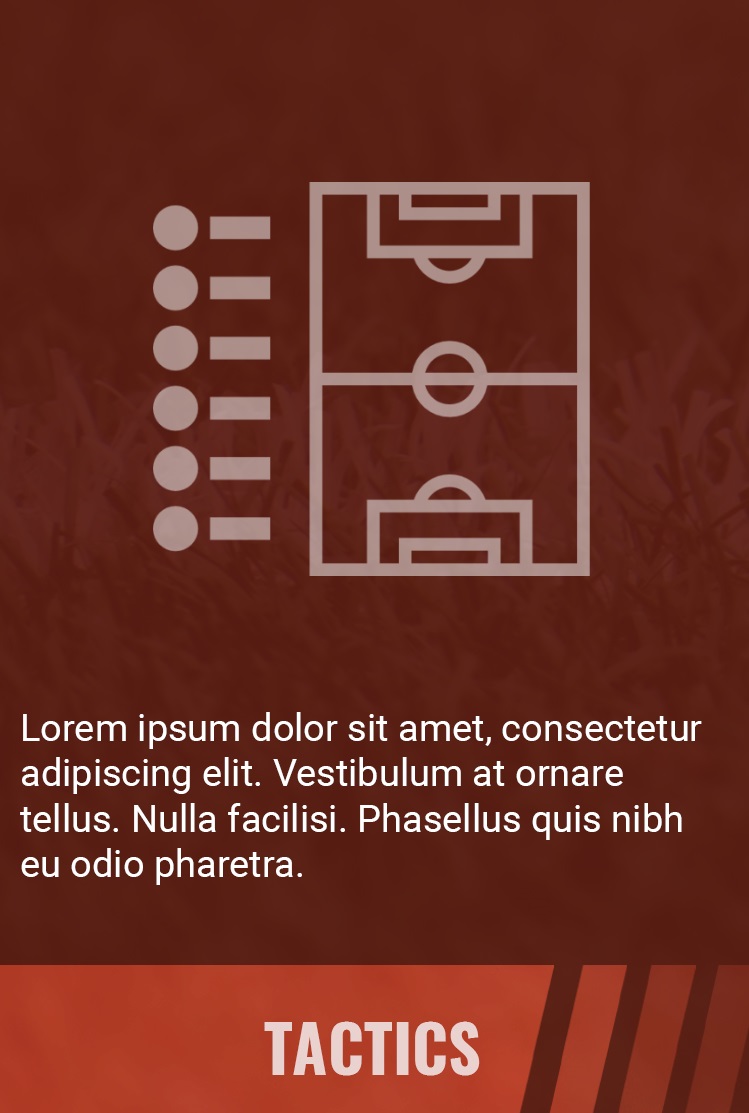 Lorem ipsum dolor sit amet, consectetur
adipiscing elit. Vestibulum at ornare
tellus. Nulla facilisi. Phasellus quis nibh
eu odio pharetra.
TACTICS